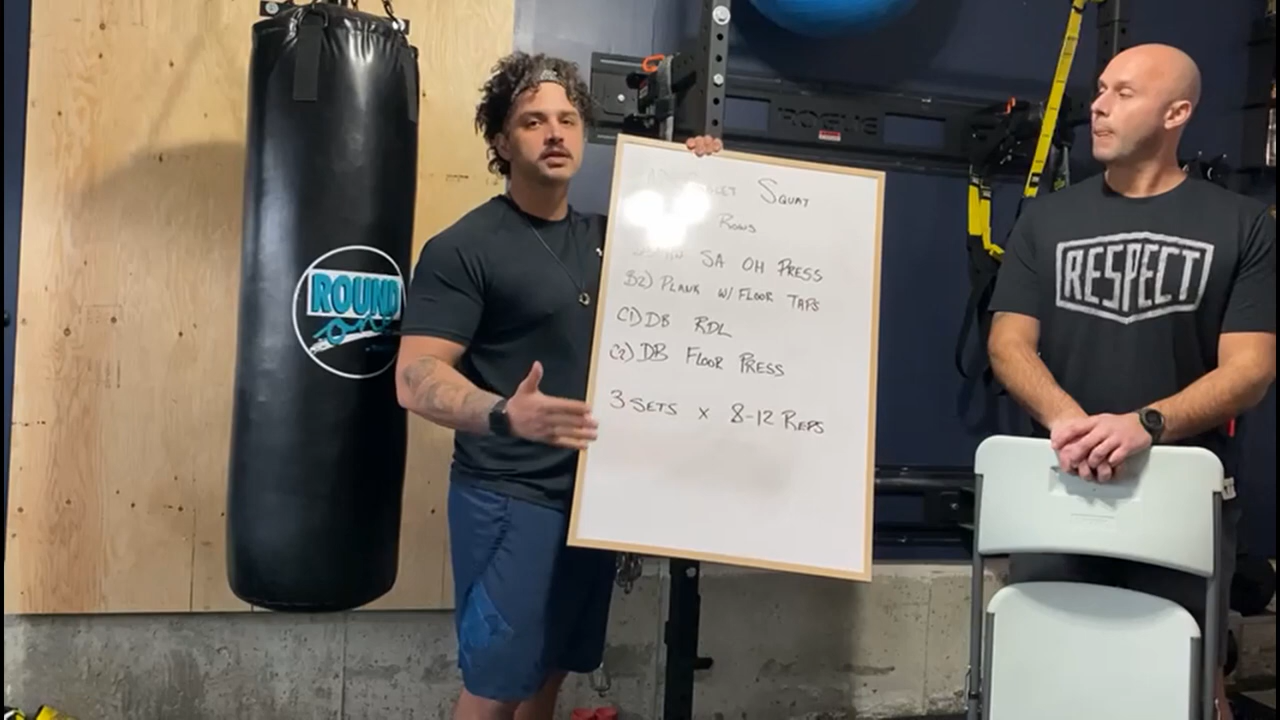 SQUAT
ROWS
SA OH PRESS
B2) PLANK W/ FLOOR TAPS
C1) DB RDL
C2) DB FLOOR PRESS
3 SETS X 8-12 REPS
ROUND
one
ROGUE
RESPECT